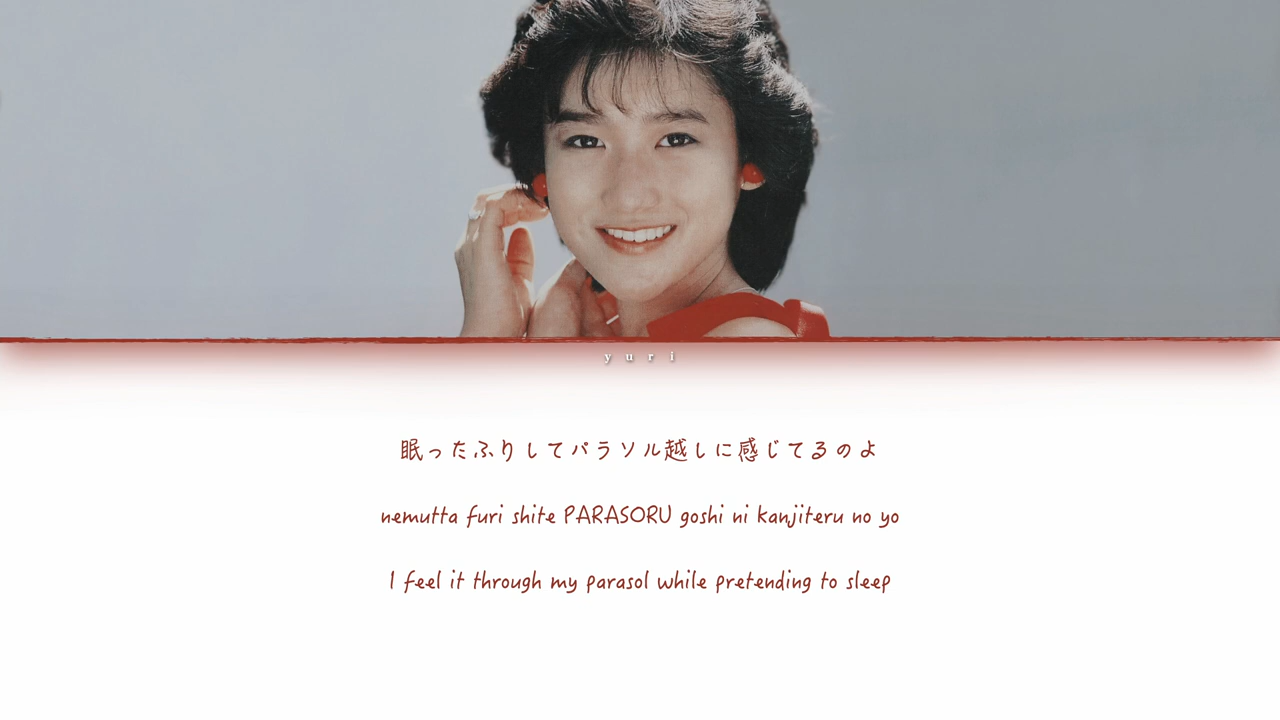 yuri
眠ったふりしてパラソル越しに感じてるのよ
nemutta furi shite PARASORU goshi ni kanjiteru no yo
I feel it through my parasol while pretending to sleep